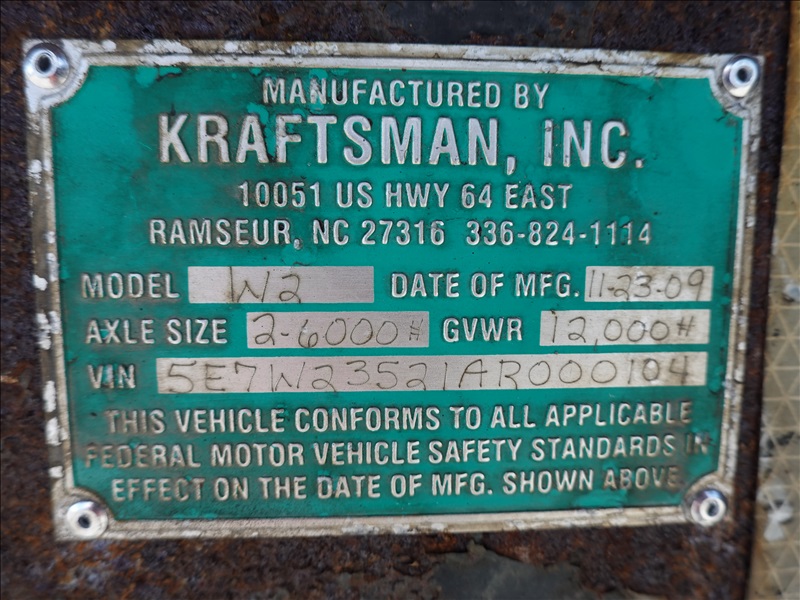 MANUFACTURED BY
KRAFTSMAN, INC.
10051 US HWY 64 EAST
RAMSEUR, NC 27316 336-824-1114
MODEL W2 DATE OF MFG. 11-23-09
AXLE SIZE 2-6000# GVWR 12,000#
VIN 5E7W23521AR000104
THIS VEHICLE CONFORMS TO ALL APPLICABLE
FEDERAL MOTOR VEHICLE SAFETY STANDARDS IN
EFFECT ON THE DATE OF MFG. SHOWN ABOVE.